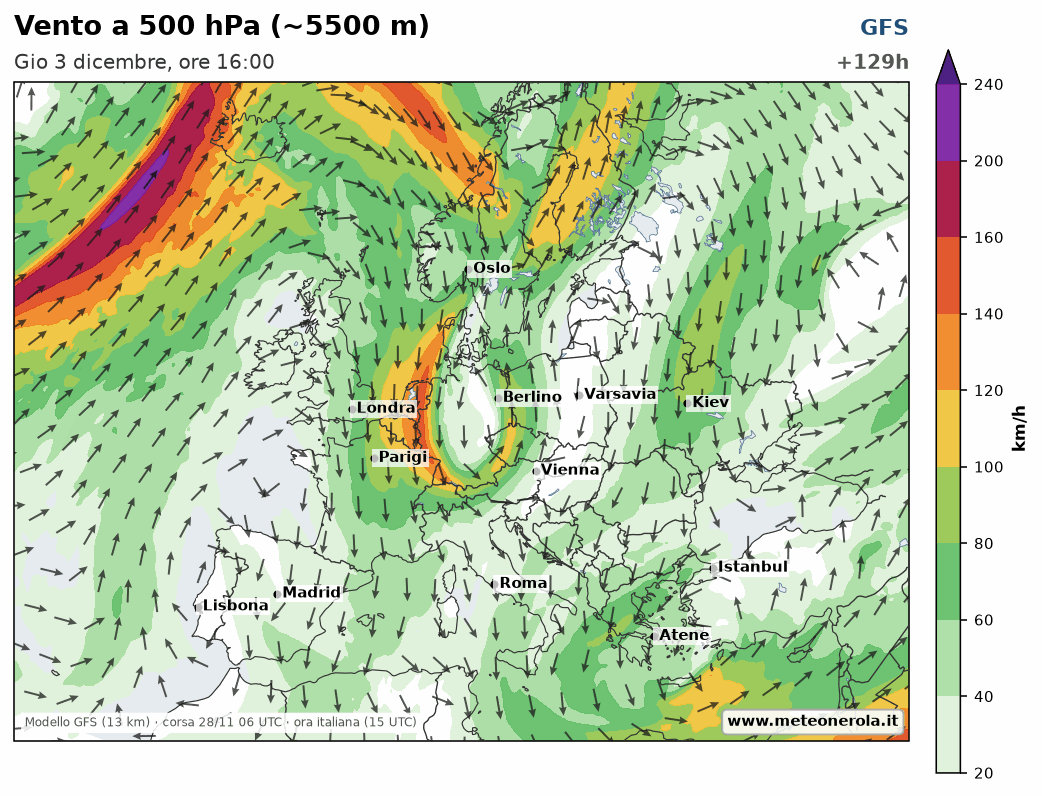 Vento a 500 hPa (~5500 m)
GFS
Gio 3 dicembre, ore 16:00
+129h
240
200
160
140
120
100
80
60
40
20
km/h
Oslo
Londra
Berlino
Varsavia
Kiev
Parigi
Vienna
Istanbul
Roma
Madrid
Lisbona
Atene
Modello GFS (13 km) · corsa 28/11 06 UTC · ora italiana (15 UTC)
www.meteonerola.it